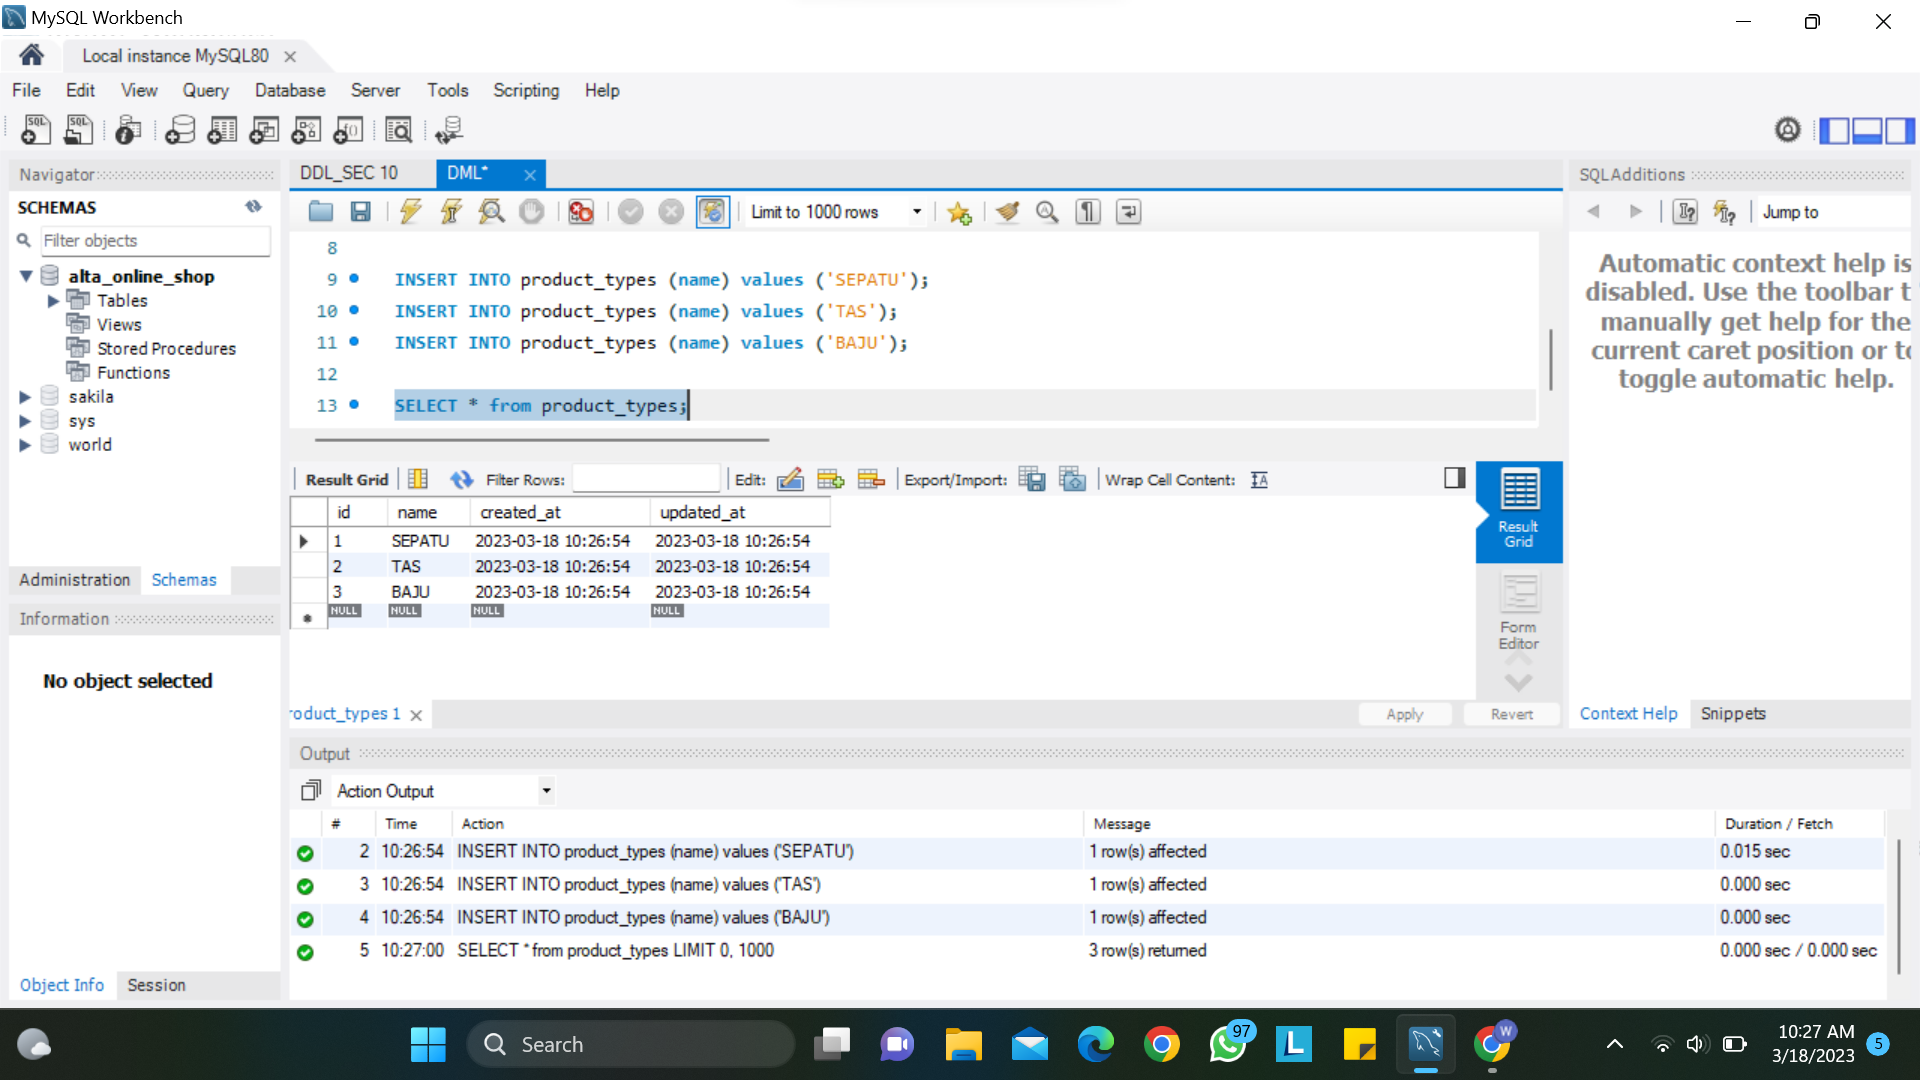 MySQL Workbench
Local instance MySQL80
File Edit View Query Database Server Tools Scripting Help
Navigator
SCHEMAS
Filter objects
alta_online_shop
Tables
Views
Stored Procedures
Functions
sakila
sys
world
Administration Schemas
Information
No object selected
Object Info Session
DDL_SEC 10 DML*
Limit to 1000 rows
8
9 INSERT INTO product_types (name) values ('SEPATU');
10 INSERT INTO product_types (name) values ('TAS');
11 INSERT INTO product_types (name) values ('BAJU');
12
13 SELECT * from product_types;
Result Grid Filter Rows: Edit: Export/Import: Wrap Cell Content:
id name created_at updated_at
1 SEPATU 2023-03-18 10:26:54 2023-03-18 10:26:54
2 TAS 2023-03-18 10:26:54 2023-03-18 10:26:54
3 BAJU 2023-03-18 10:26:54 2023-03-18 10:26:54
NULL NULL NULL NULL
Result
Grid
Form
Editor
roduct_types 1
Apply Revert
SQLAdditions
Jump to
Automatic context help is
disabled. Use the toolbar t
manually get help for the
current caret position or to
toggle automatic help.
Context Help Snippets
Output
Action Output
# Time Action Message Duration / Fetch
2 10:26:54 INSERT INTO product_types (name) values ('SEPATU') 1 row(s) affected 0.015 sec
3 10:26:54 INSERT INTO product_types (name) values ('TAS') 1 row(s) affected 0.000 sec
4 10:26:54 INSERT INTO product_types (name) values ('BAJU') 1 row(s) affected 0.000 sec
5 10:27:00 SELECT * from product_types LIMIT 0, 1000 3 row(s) returned 0.000 sec / 0.000 sec
Search
97
L
W
10:27 AM
3/18/2023
5